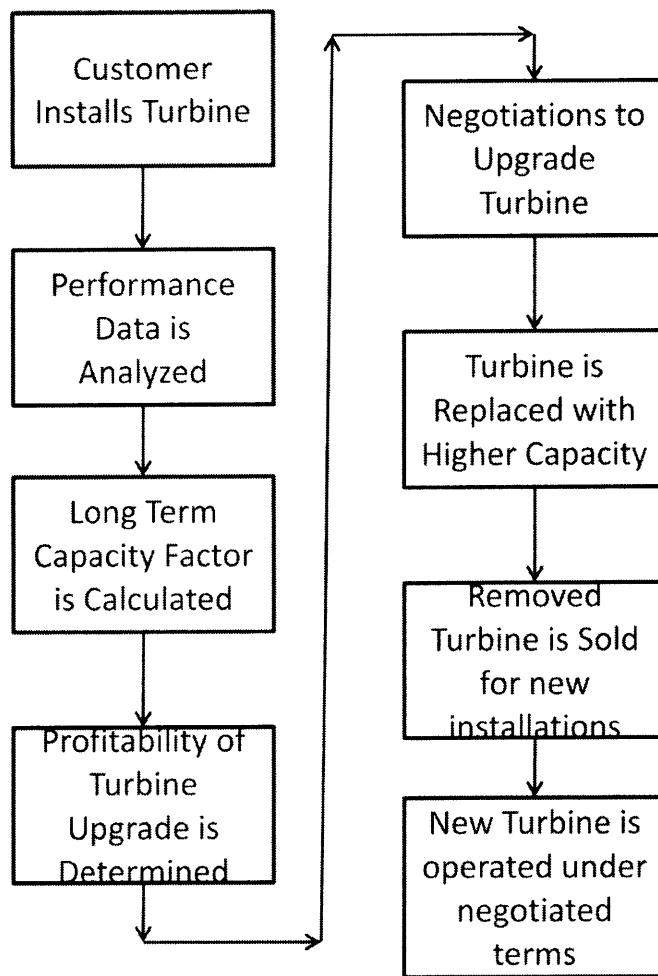 Customer
Installs Turbine
Performance
Data is
Analyzed
Long Term
Capacity Factor
is Calculated
Profitability of
Turbine
Upgrade is
Determined
Negotiations to
Upgrade
Turbine
Turbine is
Replaced with
Higher Capacity
Removed
Turbine is Sold
for new
installations
New Turbine is
operated under
negotiated
terms